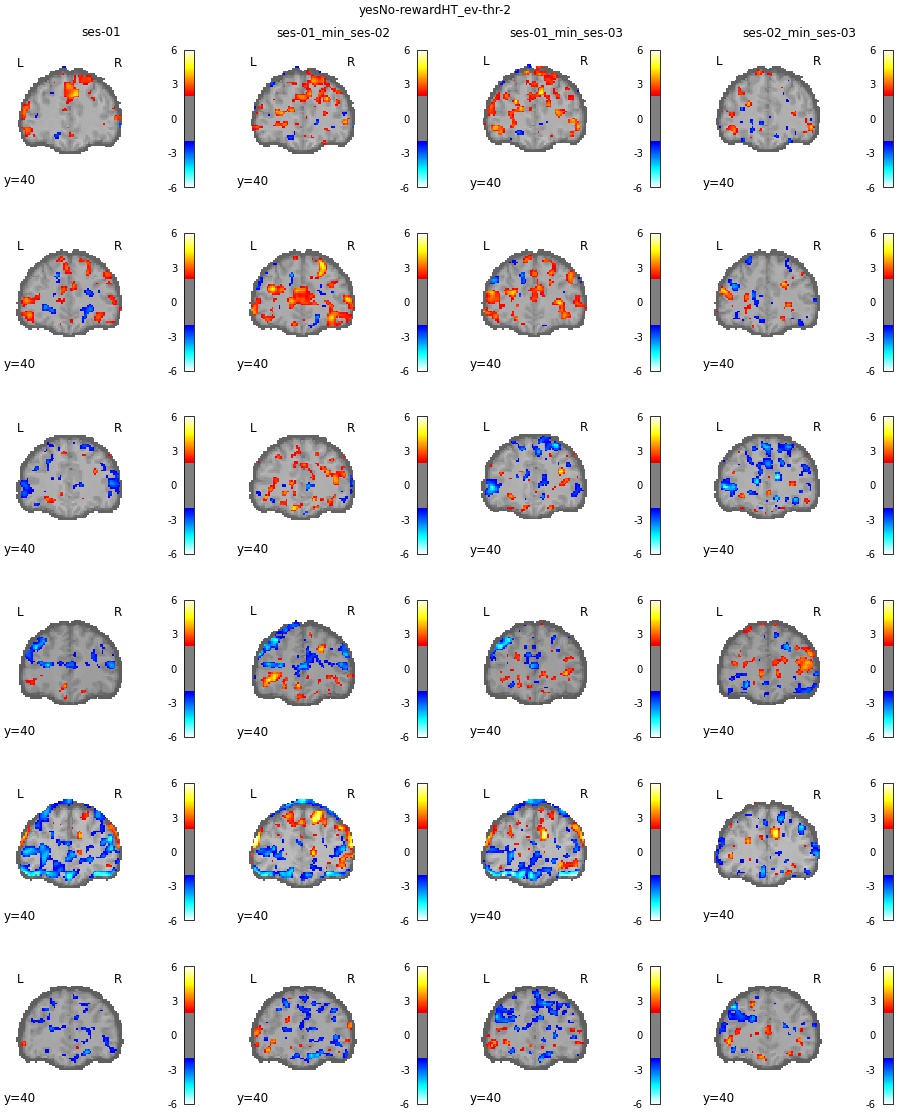 yesNo-rewardHT_ev-thr-2
ses-01 ses-01_min_ses-02 ses-01_min_ses-03 ses-02_min_ses-03
L R 6 3 0 -3 -6 L R 6 3 0 -3 -6 L R 6 3 0 -3 -6 L R 6 3 0 -3 -6
y=40 y=40 y=40 y=40
L R 6 3 0 -3 -6 L R 6 3 0 -3 -6 L R 6 3 0 -3 -6 L R 6 3 0 -3 -6
y=40 y=40 y=40 y=40
L R 6 3 0 -3 -6 L R 6 3 0 -3 -6 L R 6 3 0 -3 -6 L R 6 3 0 -3 -6
y=40 y=40 y=40 y=40
L R 6 3 0 -3 -6 L R 6 3 0 -3 -6 L R 6 3 0 -3 -6 L R 6 3 0 -3 -6
y=40 y=40 y=40 y=40
L R 6 3 0 -3 -6 L R 6 3 0 -3 -6 L R 6 3 0 -3 -6 L R 6 3 0 -3 -6
y=40 y=40 y=40 y=40
L R 6 3 0 -3 -6 L R 6 3 0 -3 -6 L R 6 3 0 -3 -6 L R 6 3 0 -3 -6
y=40 y=40 y=40 y=40